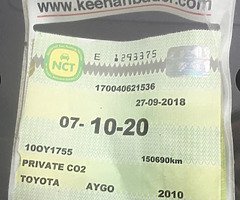 www.keenanbauer.com
E 1293375
NCT
170040621536
27-09-2018
07-10-20
10OY1755
150690km
PRIVATE CO2
TOYOTA AYGO 2010